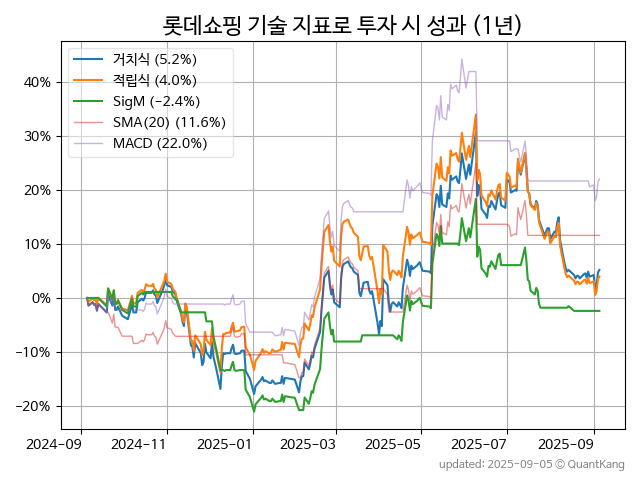 롯데쇼핑 기술 지표로 투자 시 성과 (1년)
거치식 (5.2%)
적립식 (4.0%)
SigM (−2.4%)
SMA(20) (11.6%)
MACD (22.0%)
40%
30%
20%
10%
0%
−10%
−20%
2024-09
2024-11
2025-01
2025-03
2025-05
2025-07
2025-09
updated: 2025-09-05 © QuantKang